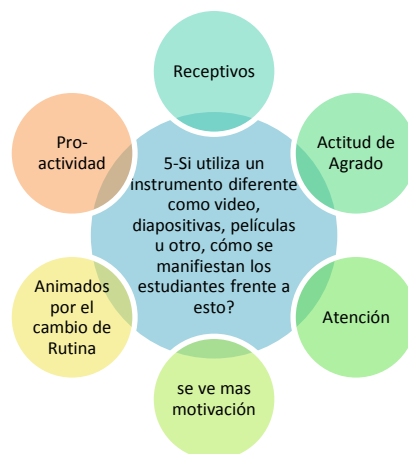 Receptivos
Pro-
actividad
5-Si utiliza un
instrumento diferente
como video,
diapositivas, películas
u otro, cómo se
manifiestan los
estudiantes frente a
esto?
Actitud de
Agrado
Animados
por el
cambio de
Rutina
Atención
se ve mas
motivación